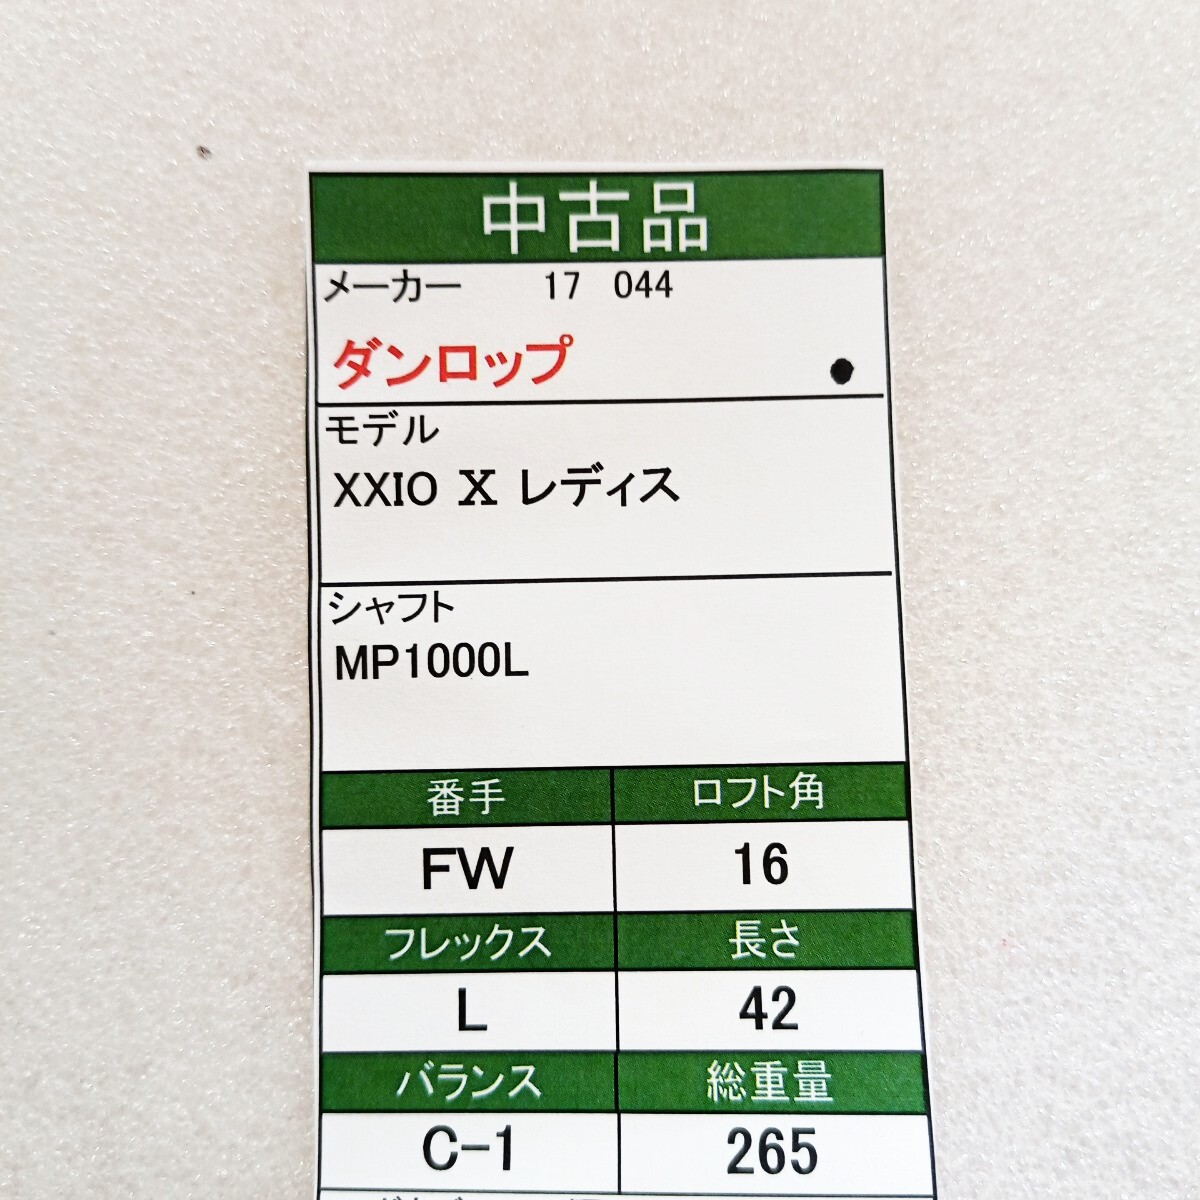 中古品
メーカー 17 044
ダンロップ
モデル
XXIO X レディス
シャフト
MP1000L
番手 ロフト角
FW 16
フレックス 長さ
L 42
バランス 総重量
C-1 265